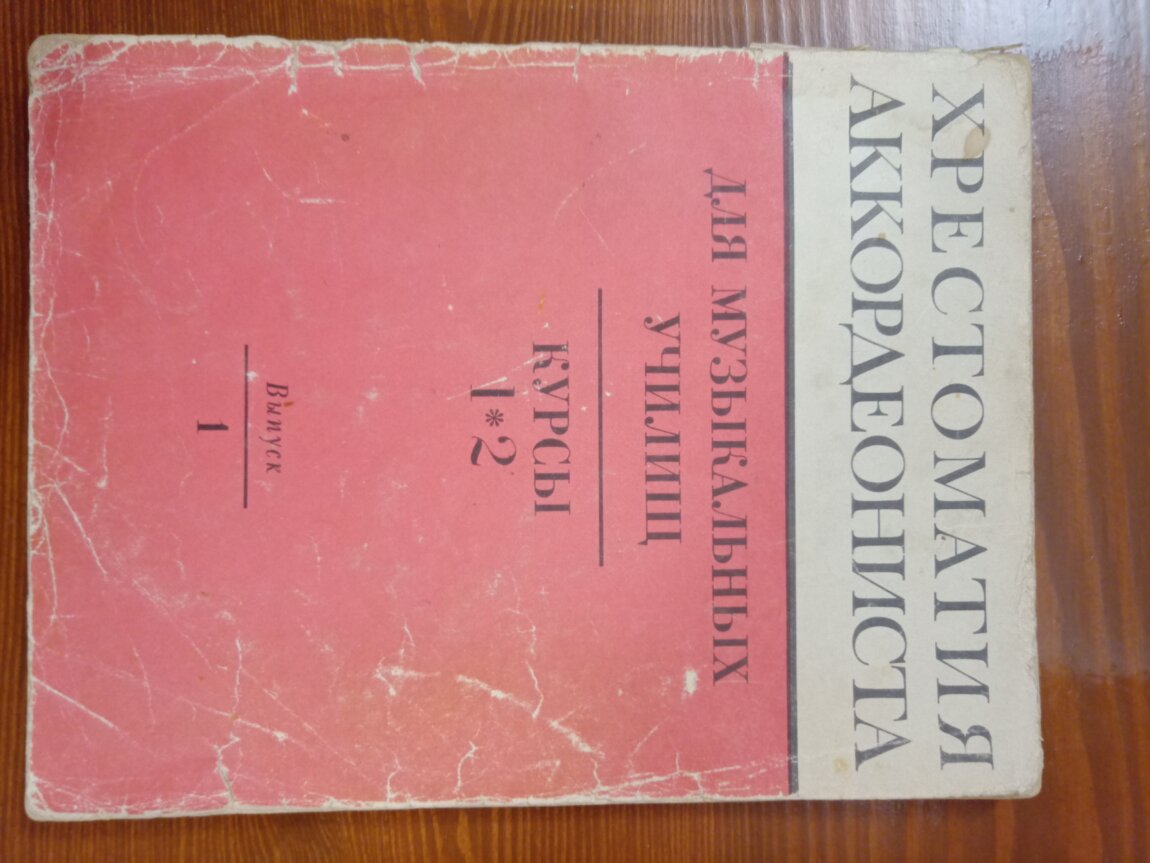 ХРЕСТОМАТИЯ
АККОРДЕОНИСТА
ДЛЯ МУЗЫКАЛЬНЫХ
УЧИЛИЩ
КУРСЫ
1*2
Выпуск
1